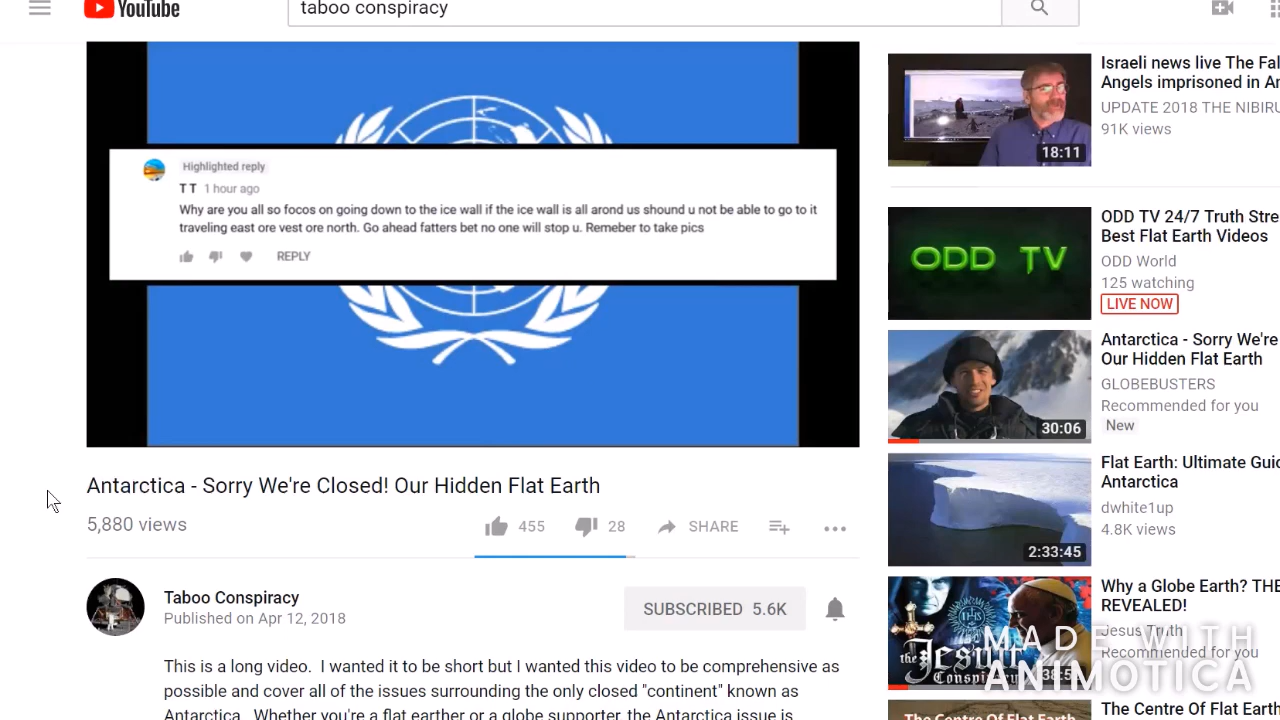 YouTube
taboo conspiracy
Highlighted reply
T T 1 hour ago
Why are you all so focos on going down to the ice wall if the ice wall is all arond us shound u not be able to go to it
traveling east ore vest ore north. Go ahead fatters bet no one will stop u. Remeber to take pics
REPLY
Antarctica - Sorry We're Closed! Our Hidden Flat Earth
5,880 views
455 28 SHARE
Taboo Conspiracy
Published on Apr 12, 2018
SUBSCRIBED 5.6K
This is a long video. I wanted it to be short but I wanted this video to be comprehensive as
possible and cover all of the issues surrounding the only closed "continent" known as
Antarctica. Whether you're a flat earther or a globe supporter, the Antarctica issue is
18:11
Israeli news live The Fal
Angels imprisoned in An
UPDATE 2018 THE NIBIRU
91K views
ODD TV
ODD TV 24/7 Truth Stre
Best Flat Earth Videos
ODD World
125 watching
LIVE NOW
30:06
Antarctica - Sorry We're
Our Hidden Flat Earth
GLOBEBUSTERS
Recommended for you
New
2:33:45
Flat Earth: Ultimate Guid
Antarctica
dwhite1up
4.8K views
IHS
the Jesuit
Conspiracy
Why a Globe Earth? THE
REVEALED!
Jesus Truth
Recommended for you
MADE WITH
ANIMOTICA
The Centre Of Flat Earth
The Centre Of Flat Earth